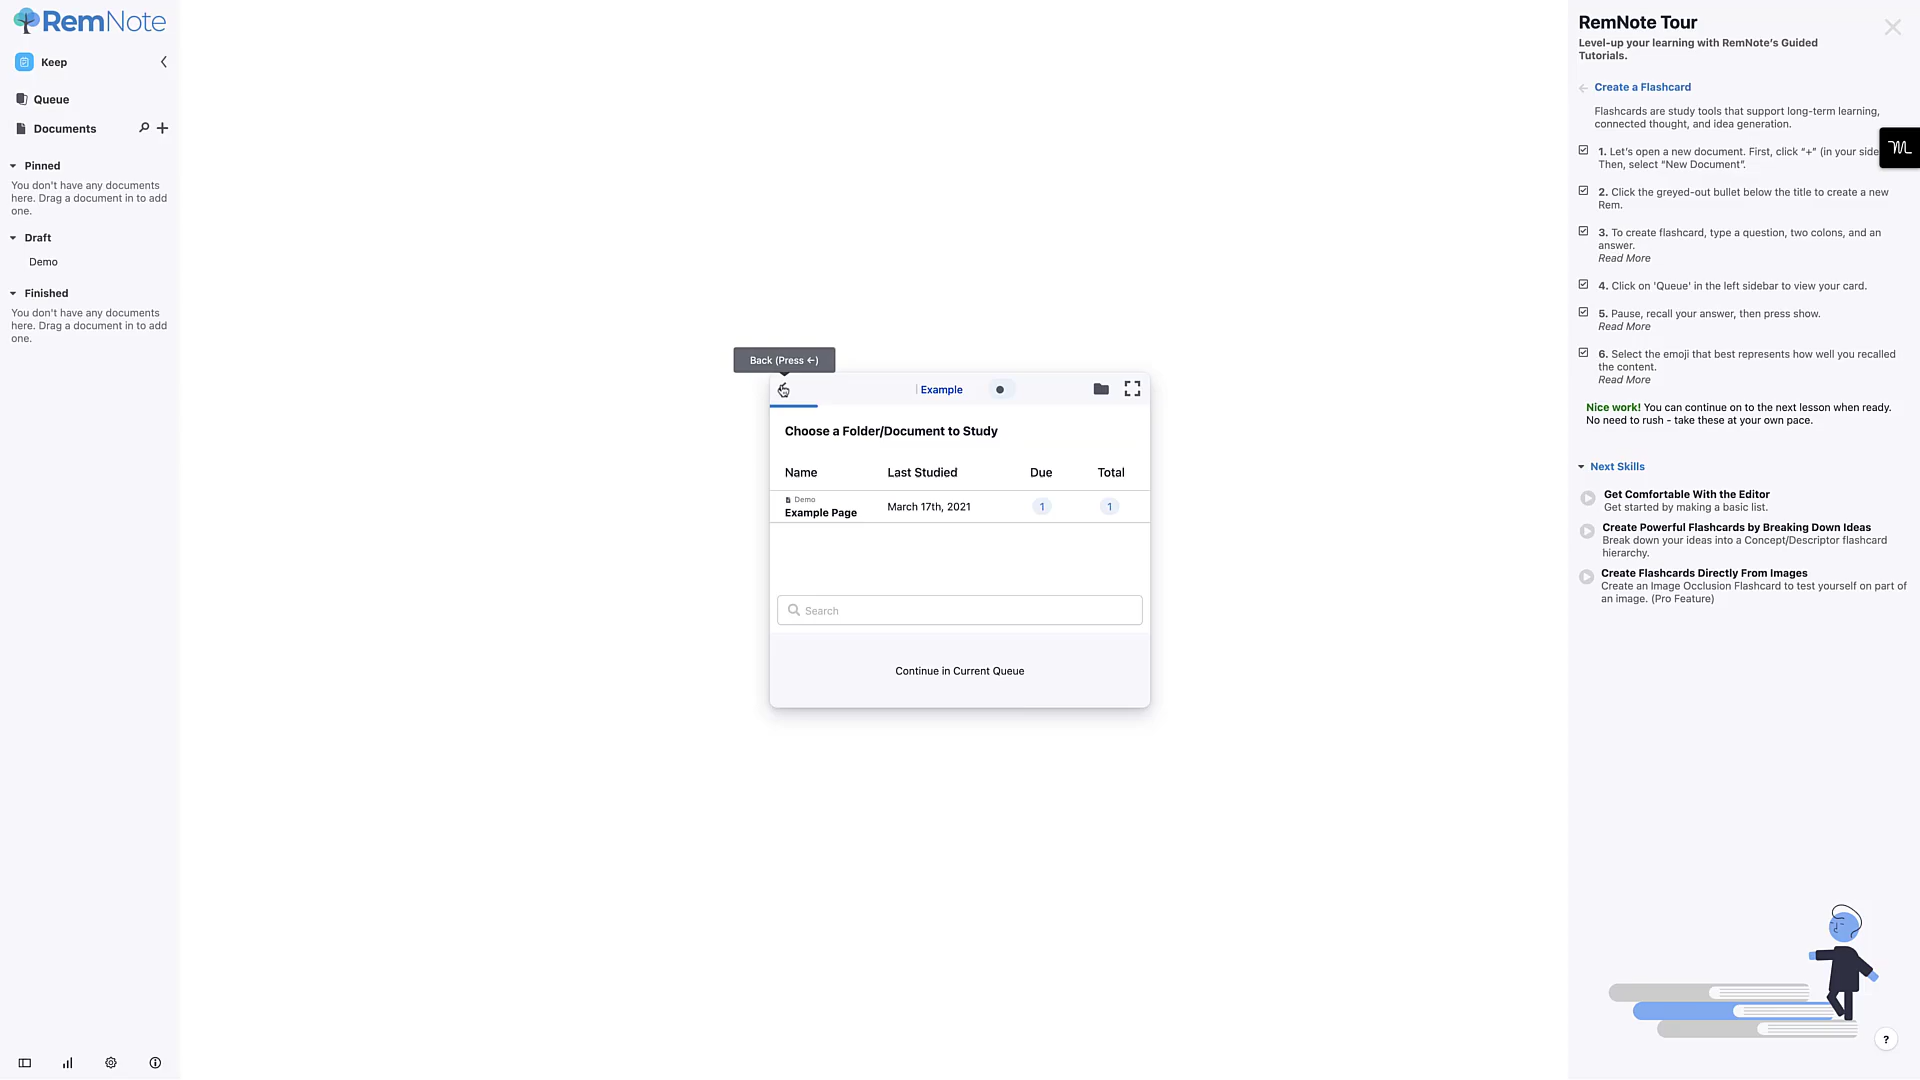 RemNote
Keep
Queue
Documents
Pinned
You don't have any documents
here. Drag a document in to add
one.
Draft
Demo
Finished
You don't have any documents
here. Drag a document in to add
one.
Back (Press ←)
Example
Choose a Folder/Document to Study
Name Last Studied Due Total
Demo
Example Page March 17th, 2021 1 1
Search
Continue in Current Queue
RemNote Tour
Level-up your learning with RemNote's Guided
Tutorials.
← Create a Flashcard
Flashcards are study tools that support long-term learning,
connected thought, and idea generation.
1. Let's open a new document. First, click "+" (in your side
Then, select "New Document".
2. Click the greyed-out bullet below the title to create a new
Rem.
3. To create flashcard, type a question, two colons, and an
answer.
Read More
4. Click on 'Queue' in the left sidebar to view your card.
5. Pause, recall your answer, then press show.
Read More
6. Select the emoji that best represents how well you recalled
the content.
Read More
Nice work! You can continue on to the next lesson when ready.
No need to rush - take these at your own pace.
Next Skills
Get Comfortable With the Editor
Get started by making a basic list.
Create Powerful Flashcards by Breaking Down Ideas
Break down your ideas into a Concept/Descriptor flashcard
hierarchy.
Create Flashcards Directly From Images
Create an Image Occlusion Flashcard to test yourself on part of
an image. (Pro Feature)
?